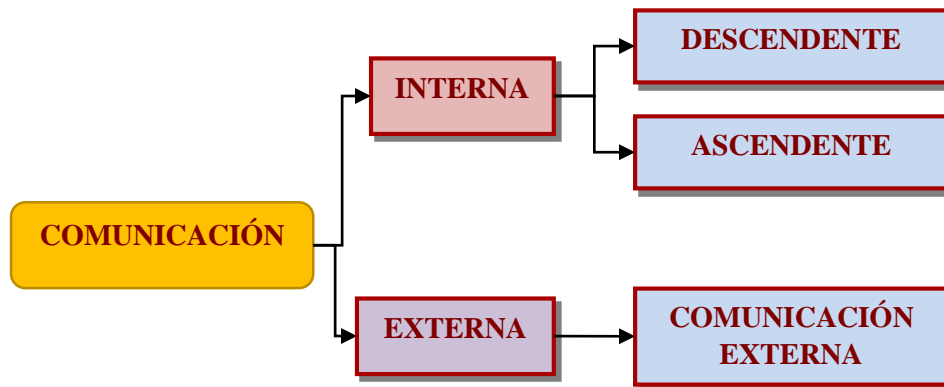 COMUNICACIÓN
INTERNA
DESCENDENTE
ASCENDENTE
EXTERNA
COMUNICACIÓN
EXTERNA